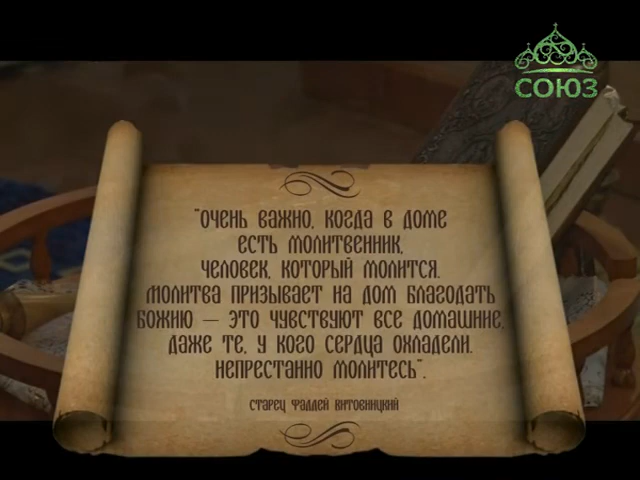 СОЮЗ
"ОЧЕНЬ ВАЖНО, КОГДА В ДОМЕ
ЕСТЬ МОЛИТВЕННИК,
ЧЕЛОВЕК, КОТОРЫЙ МОЛИТСЯ.
МОЛИТВА ПРИЗЫВАЕТ НА ДОМ БЛАГОДАТЬ
БОЖИЮ – ЭТО ЧУВСТВУЮТ ВСЕ ДОМАШНИЕ,
ДАЖЕ ТЕ, У КОГО СЕРДЦА ОХЛАДЕЛИ.
НЕПРЕСТАННО МОЛИТЕСЬ".
СТАРЕЦ ФАДДЕЙ ВИТОВНИЦКИЙ